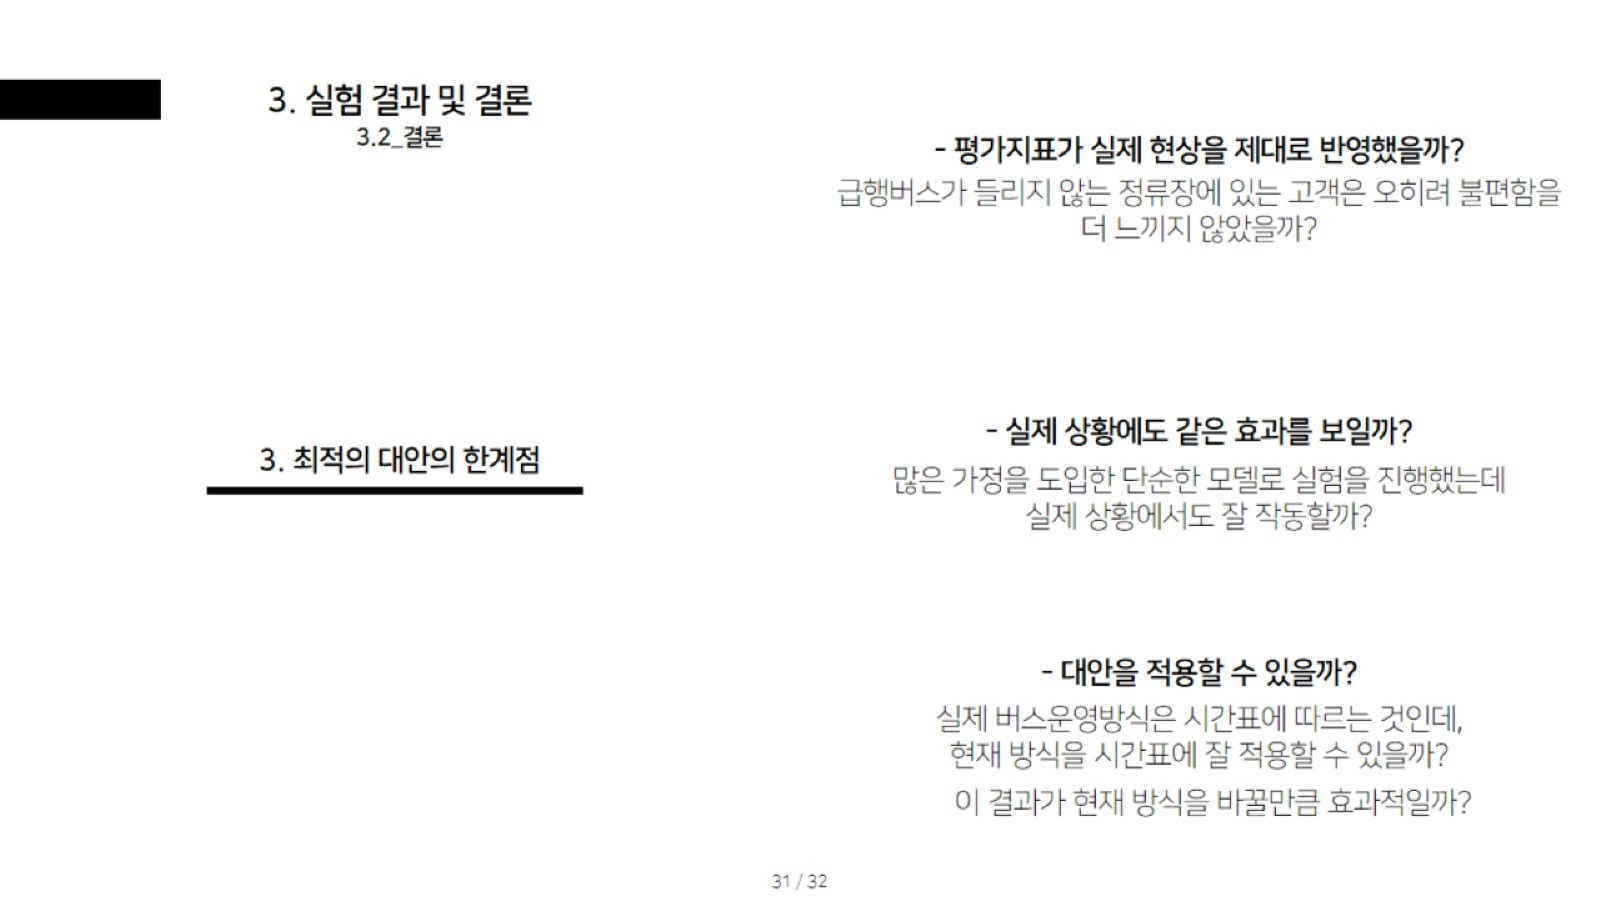 3. 실험 결과 및 결론
3.2_결론
- 평가지표가 실제 현상을 제대로 반영했을까?
급행버스가 들리지 않는 정류장에 있는 고객은 오히려 불편함을
더 느끼지 않았을까?
3. 최적의 대안의 한계점
- 실제 상황에도 같은 효과를 보일까?
많은 가정을 도입한 단순한 모델로 실험을 진행했는데
실제 상황에서도 잘 작동할까?
- 대안을 적용할 수 있을까?
실제 버스운영방식은 시간표에 따르는 것인데,
현재 방식을 시간표에 잘 적용할 수 있을까?
이 결과가 현재 방식을 바꿀만큼 효과적일까?
31 / 32